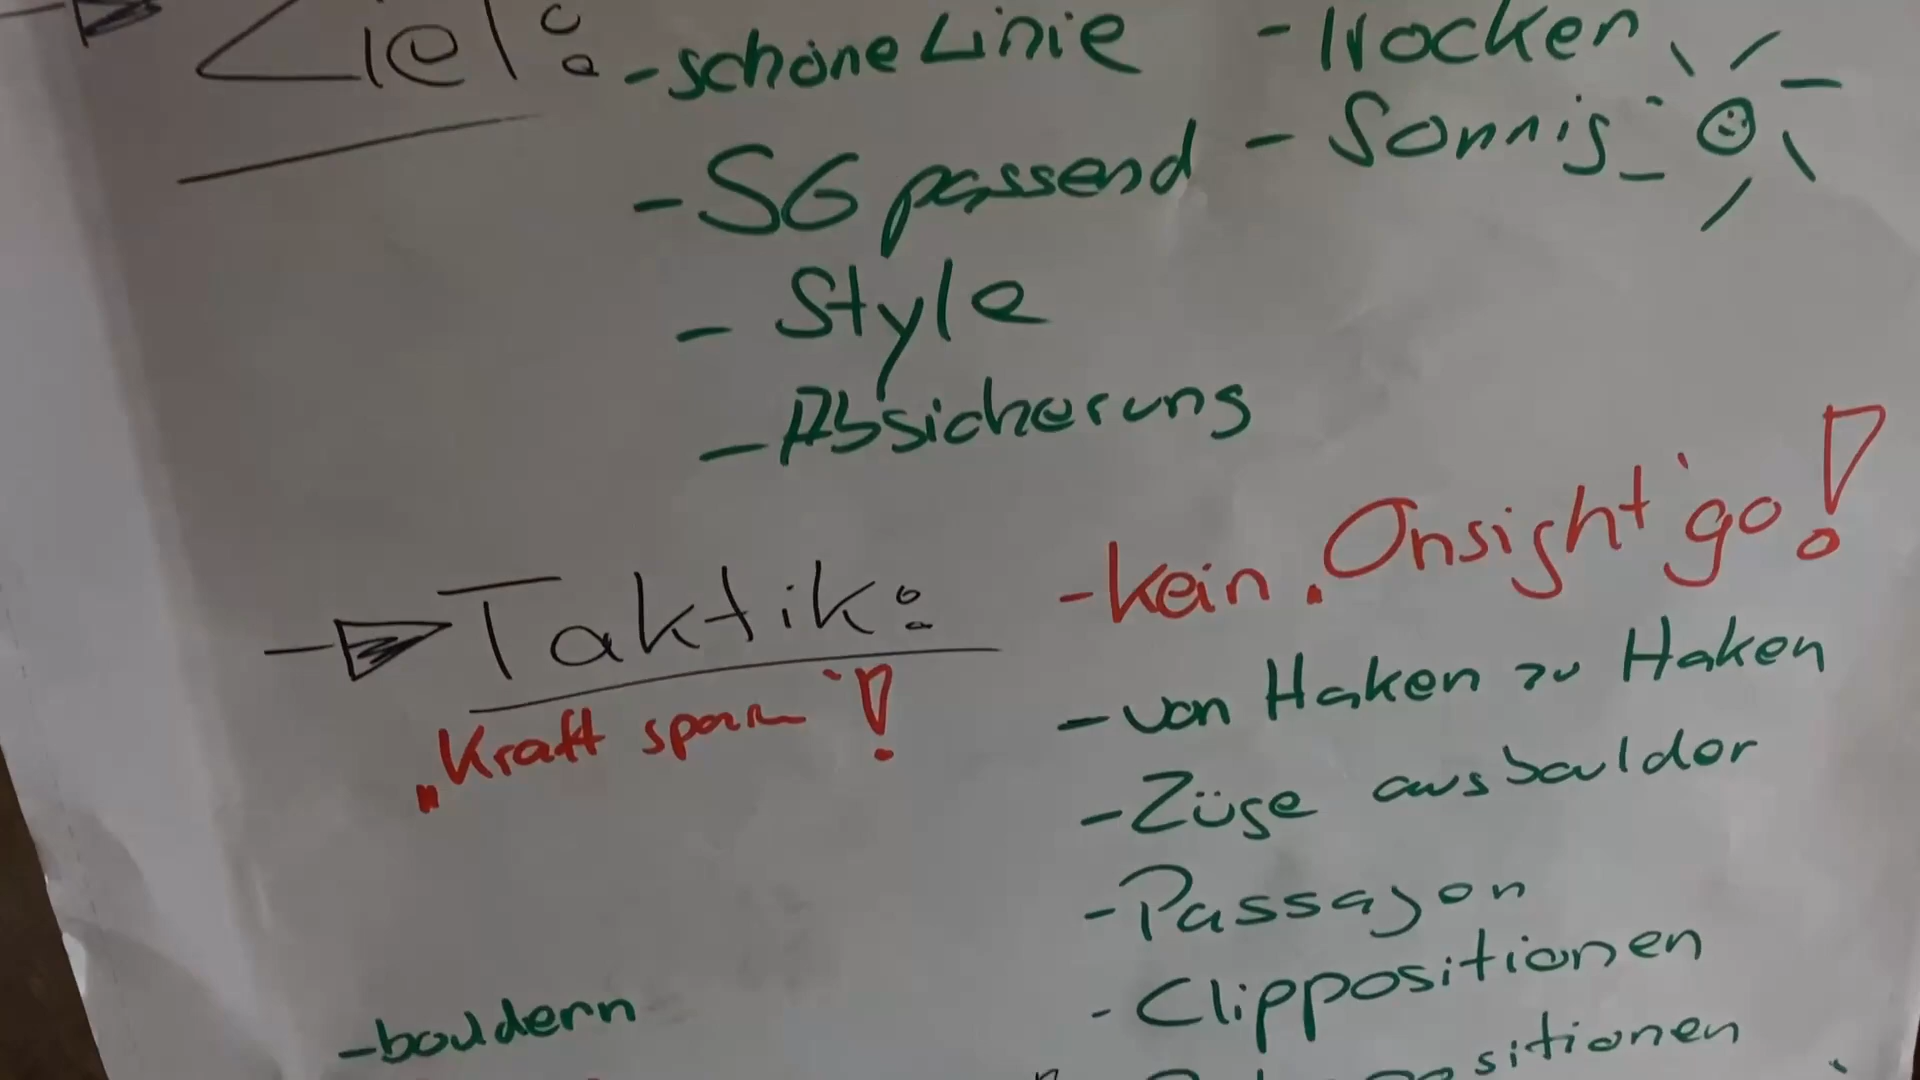 Ziel:
- schöne Linie
- SG passend
- Style
- Absicherung
- trocken
- Sonnig
Taktik:
"Kraft sparn"!
- kein "Onsight"go!
- von Haken zu Haken
- Züge ausbouldern
- Passagen
- Clippositionen
- bouldern